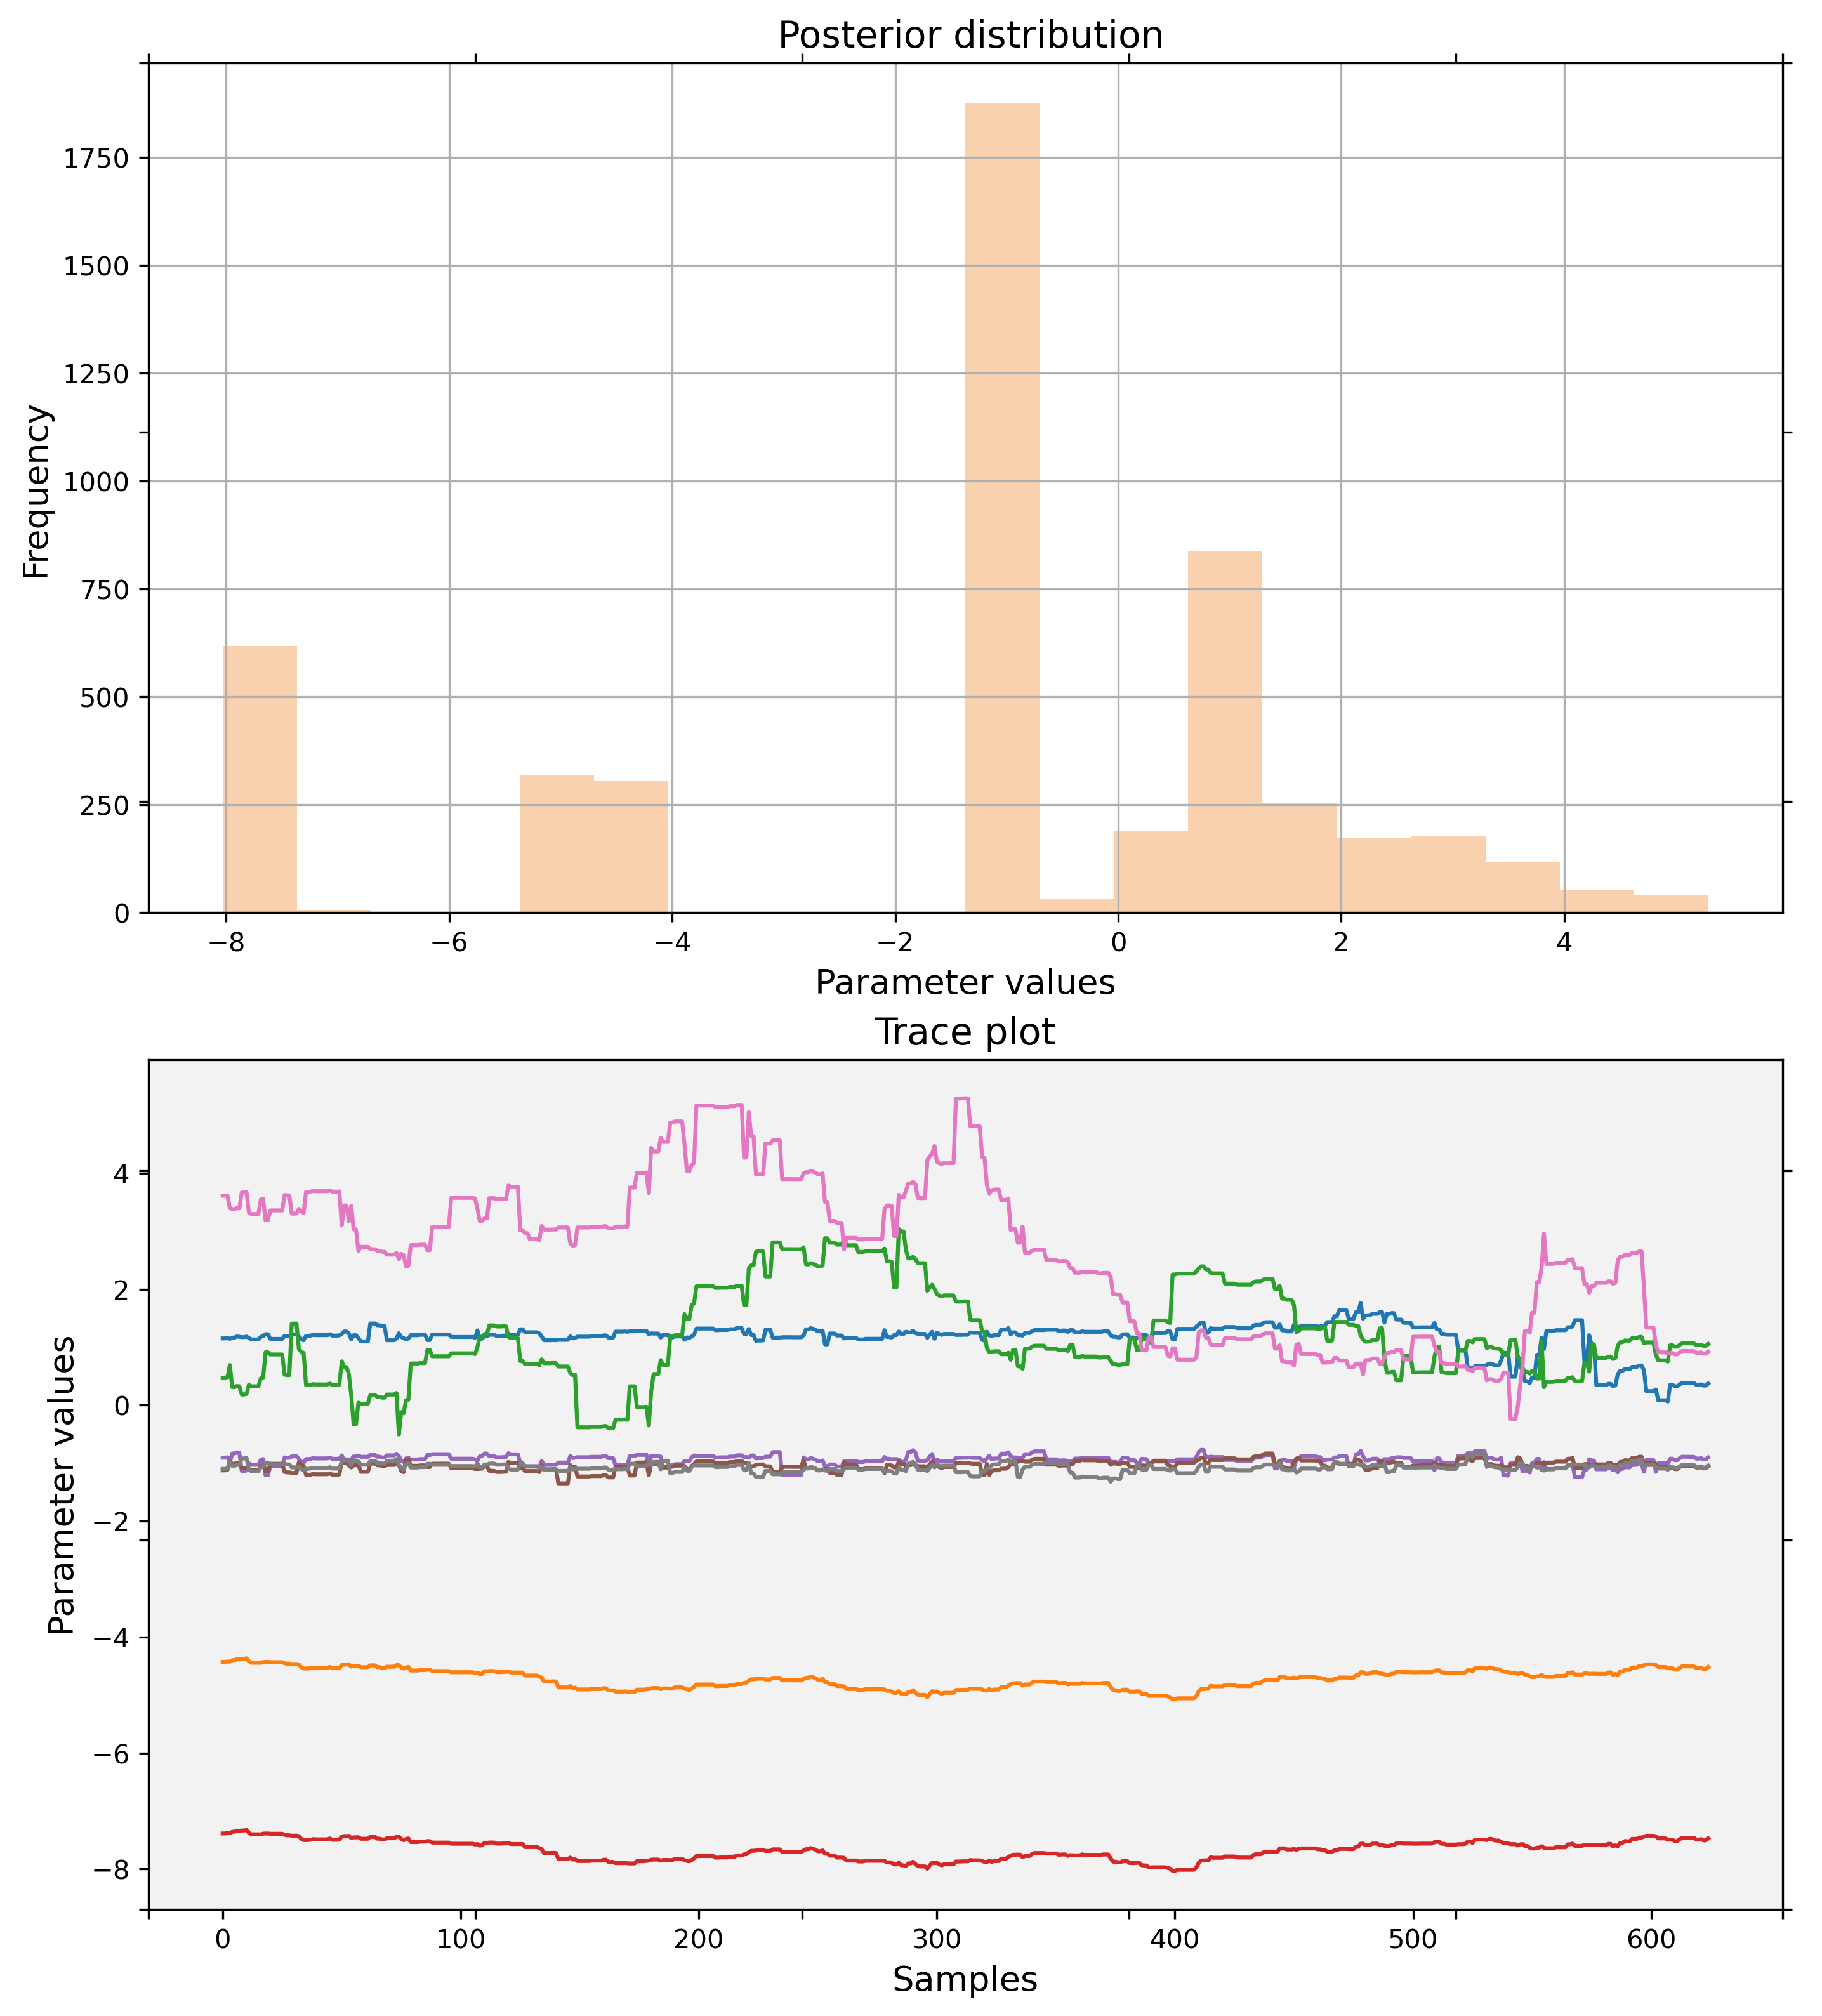 Posterior distribution
1750
1500
1250
1000
750
500
250
0
Frequency
−8 −6 −4 −2 0 2 4
Parameter values
Trace plot
4
2
0
−2
−4
−6
−8
Parameter values
0 100 200 300 400 500 600
Samples